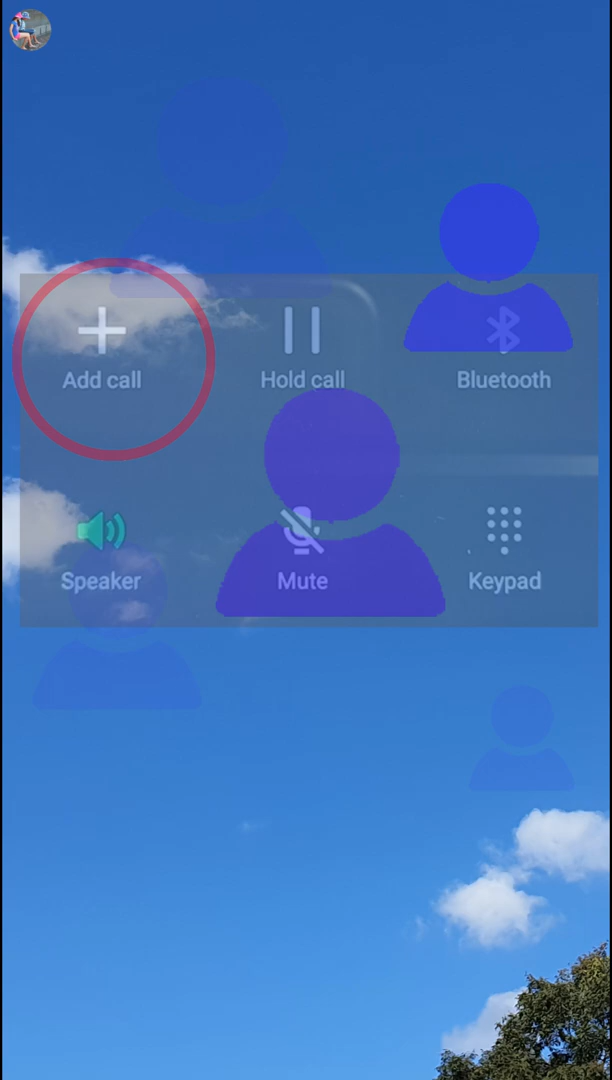 Add call
Hold call
Bluetooth
Speaker
Mute
Keypad